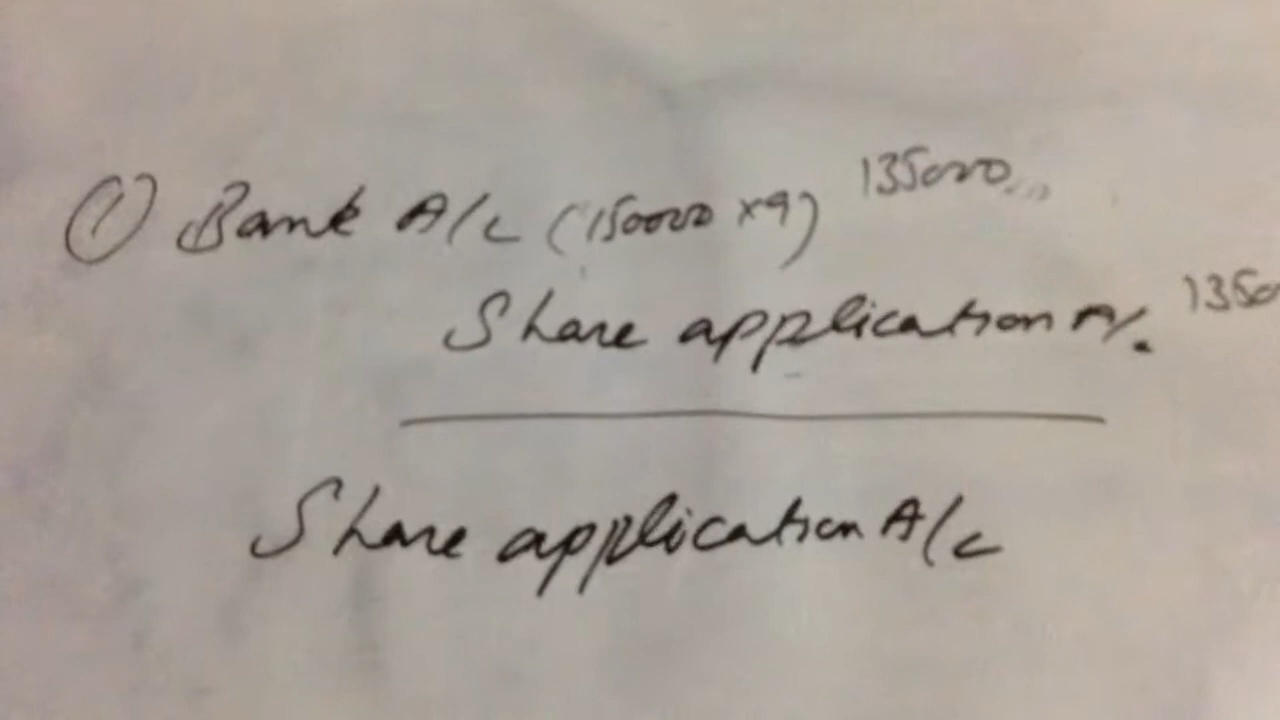 ① Bank A/c (15000 x 9) 135000
Share application A/c. 1350
Share application A/c